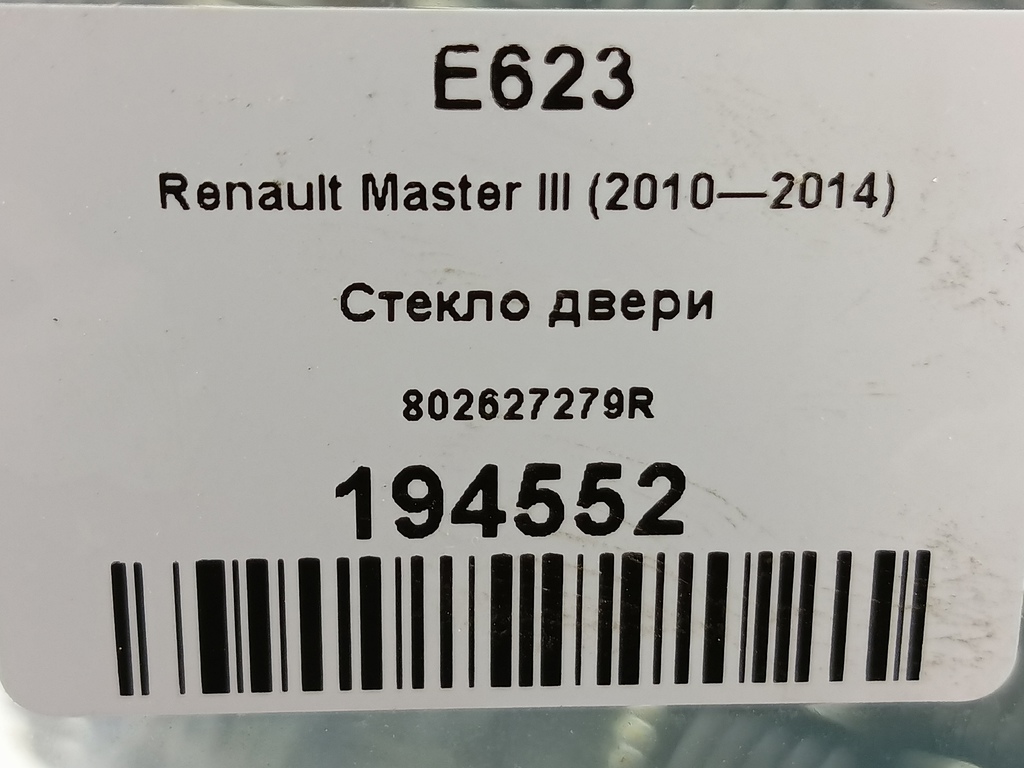 E623
Renault Master III (2010—2014)
Стекло двери
802627279R
194552